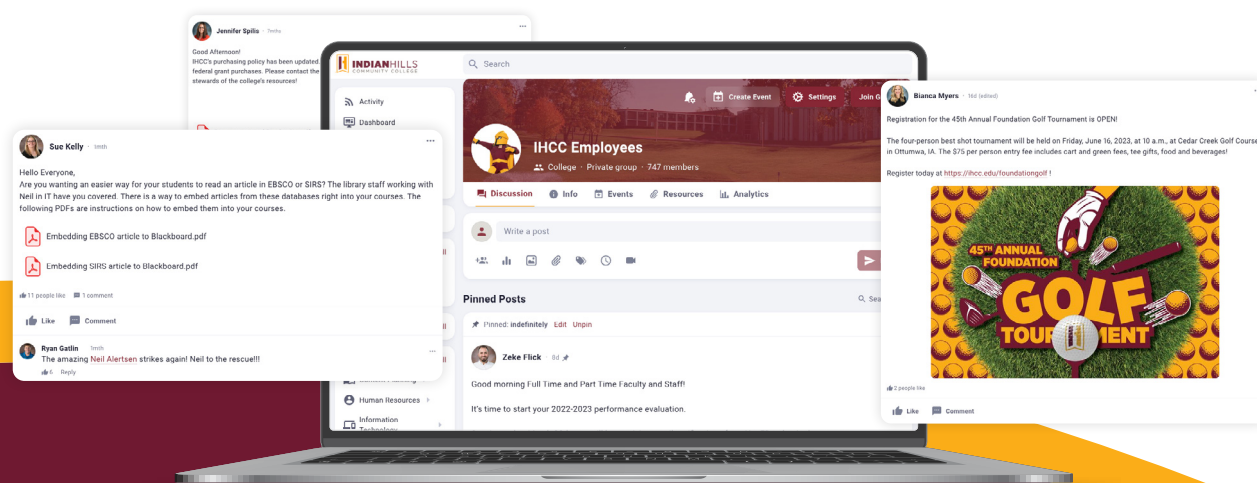 Jennifer Spilis · 7mths
Good Afternoon!
IHCC's purchasing policy has been updated.
federal grant purchases. Please contact the
stewards of the college's resources!
Sue Kelly · 1mth
Hello Everyone,
Are you wanting an easier way for your students to read an article in EBSCO or SIRS? The library staff working with
Neil in IT have you covered. There is a way to embed articles from these databases right into your courses. The
following PDFs are instructions on how to embed them into your courses.
Embedding EBSCO article to Blackboard.pdf
Embedding SIRS article to Blackboard.pdf
11 people like 1 comment
Like Comment
Ryan Gatlin 1mth
The amazing Neil Alertsen strikes again! Neil to the rescue!!!
6 Reply
INDIANHILLS
COMMUNITY COLLEGE
Search
Activity
Dashboard
Human Resources
Information
Technology
Create Event Settings Join G
IHCC Employees
College · Private group · 747 members
Discussion Info Events Resources Analytics
Write a post
Pinned Posts
Sea
Pinned: indefinitely Edit Unpin
Zeke Flick · 6d
Good morning Full Time and Part Time Faculty and Staff!
It's time to start your 2022-2023 performance evaluation.
Bianca Myers · 16d (edited)
Registration for the 45th Annual Foundation Golf Tournament is OPEN!
The four-person best shot tournament will be held on Friday, June 16, 2023, at 10 a.m., at Cedar Creek Golf Course
in Ottumwa, IA. The $75 per person entry fee includes cart and green fees, tee gifts, food and beverages!
Register today at https://ihcc.edu/foundationgolf !
45TH ANNUAL
FOUNDATION
GOLF
TOURNAMENT
2 people like
Like Comment